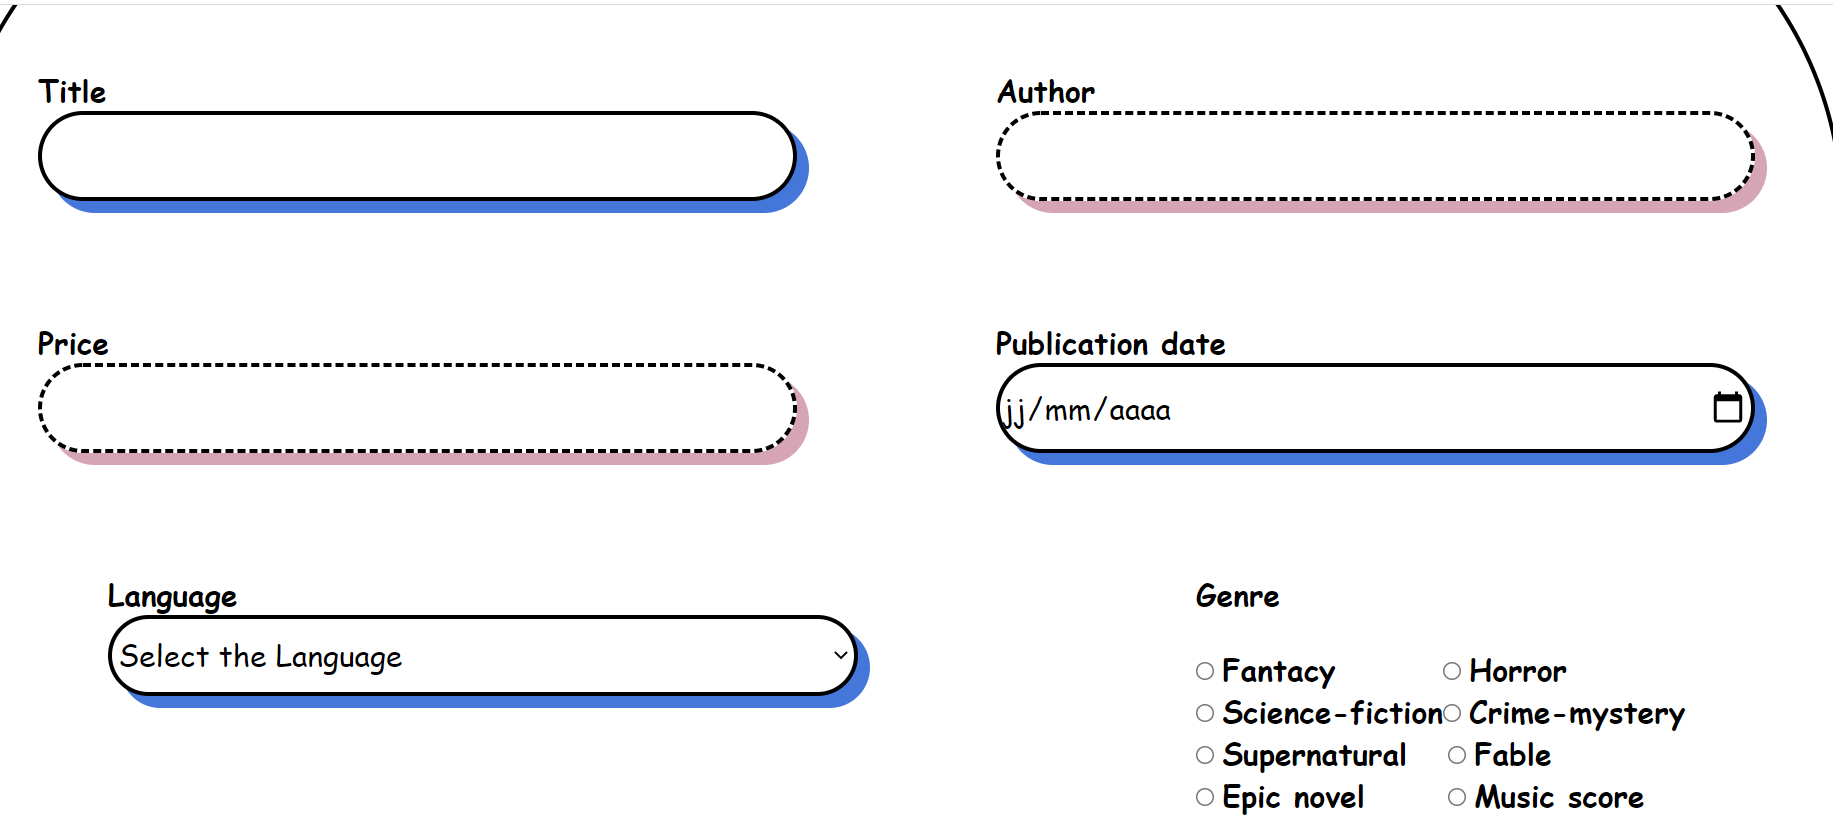 Title
Author
Price
Publication date
jj/mm/aaaa
Language
Select the Language
Genre
Fantacy
Horror
Science-fiction
Crime-mystery
Supernatural
Fable
Epic novel
Music score